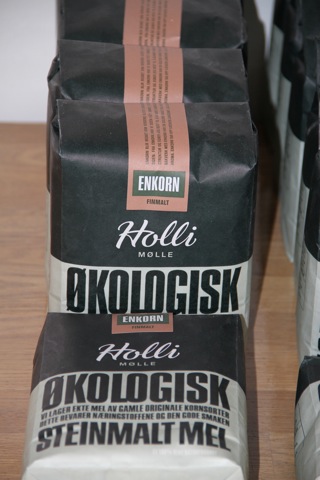 ENKORN
FINMALT
Holli
MØLLE
ØKOLOGISK
ENKORN
FINMALT
Holli
MØLLE
ØKOLOGISK
VI LAGER EKTE MEL AV GAMLE ORIGINALE KORNSORTER
DETTE BEVARER NÆRINGSTOFFENE OG DEN GODE SMAKEN
STEINMALT MEL